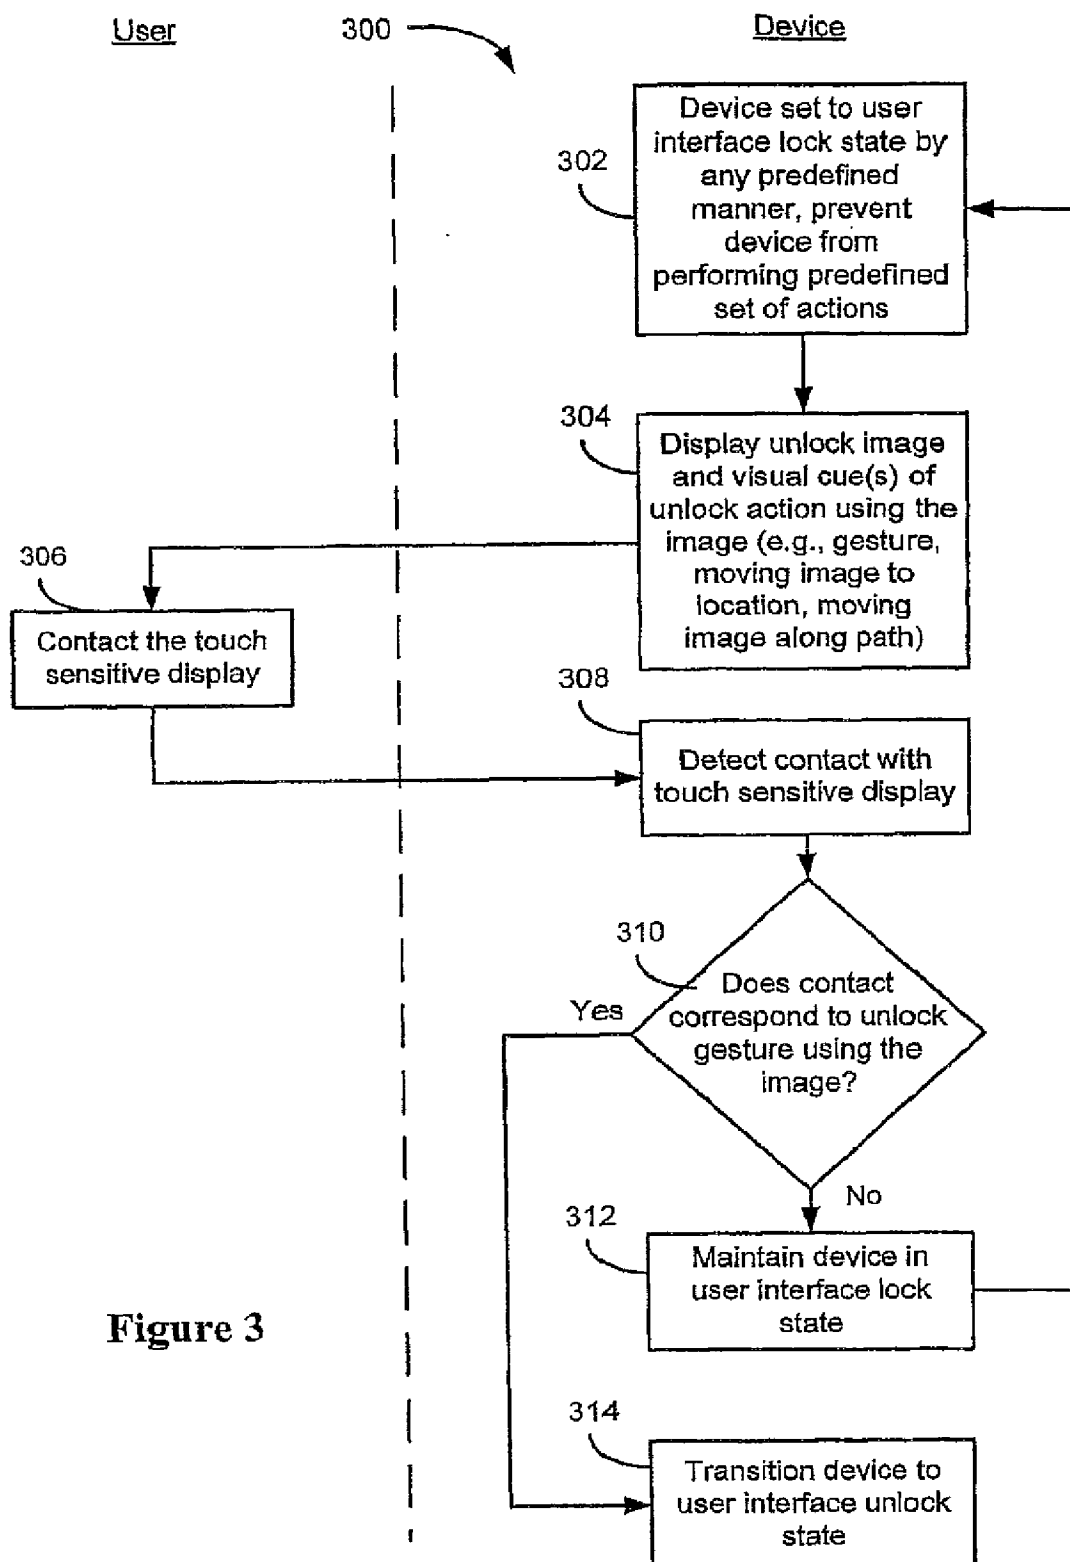 User
300
Device
302
Device set to user
interface lock state by
any predefined
manner, prevent
device from
performing predefined
set of actions
304
Display unlock image
and visual cue(s) of
unlock action using the
image (e.g., gesture,
moving image to
location, moving
image along path)
306
Contact the touch
sensitive display
308
Detect contact with
touch sensitive display
310
Does contact
correspond to unlock
gesture using the
image?
Yes
No
312
Maintain device in
user interface lock
state
Figure 3
314
Transition device to
user interface unlock
state